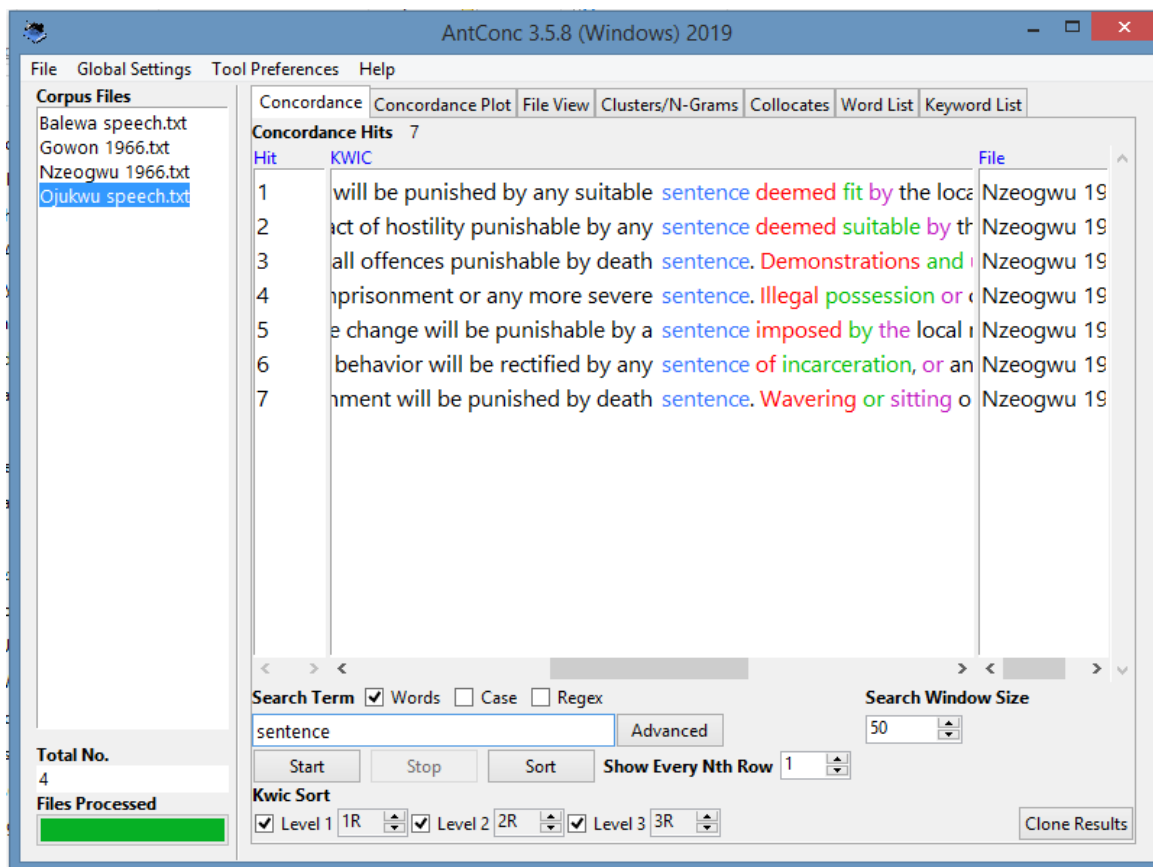 AntConc 3.5.8 (Windows) 2019
File Global Settings Tool Preferences Help
Corpus Files
Balewa speech.txt
Gowon 1966.txt
Nzeogwu 1966.txt
Ojukwu speech.txt
Total No.
4
Files Processed
Concordance Concordance Plot File View Clusters/N-Grams Collocates Word List Keyword List
Concordance Hits 7
Hit KWIC File
1 will be punished by any suitable sentence deemed fit by the Nzeogwu 19
2 of hostility punishable by any sentence deemed suitable by Nzeogwu 19
3 all offences punishable by death sentence. Demonstrations and Nzeogwu 19
4 or any more severe sentence. Illegal possession or Nzeogwu 19
5 change will be punishable by a sentence imposed by the local Nzeogwu 19
6 behavior will be rectified by any sentence of incarceration, or an Nzeogwu 19
7 will be punished by death sentence. Wavering or sitting o Nzeogwu 19
Search Term Words Case Regex Search Window Size
sentence Advanced 50
Start Stop Sort Show Every Nth Row 1
Kwic Sort
Level 1 1R Level 2 2R Level 3 3R Clone Results